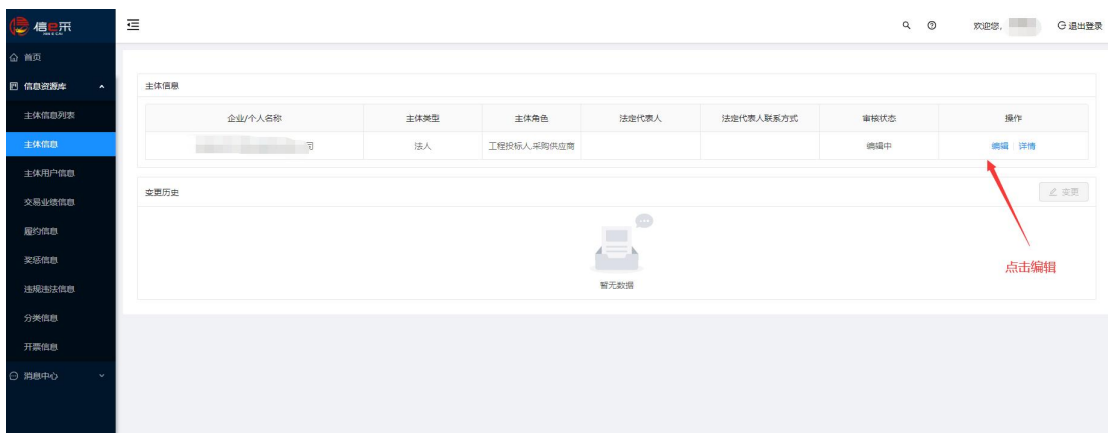 信e采
欢迎您，
退出登录
首页
信息资源库
主体信息列表
主体信息
主体用户信息
交易业绩信息
履约信息
奖惩信息
违规违法信息
分类信息
开票信息
消息中心
主体信息
企业/个人名称 主体类型 主体角色 法定代表人 法定代表人联系方式 审核状态 操作
司 法人 工程投标人,采购供应商 编辑中 编辑 详情
变更历史
变更
暂无数据
点击编辑